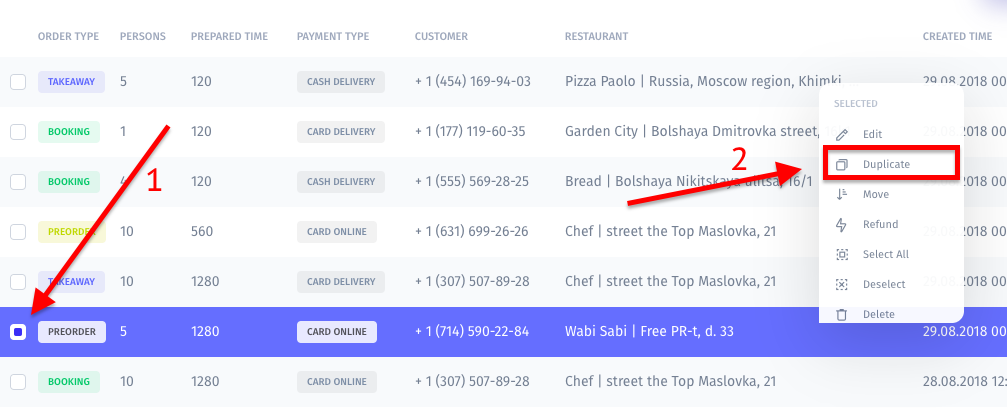 ORDER TYPE PERSONS PREPARED TIME PAYMENT TYPE CUSTOMER RESTAURANT CREATED TIME
TAKEAWAY 5 120 CASH DELIVERY + 1 (454) 169-94-03 Pizza Paolo | Russia, Moscow region, Khimki 29.08.2018 00
SELECTED
BOOKING 1 120 CARD DELIVERY + 1 (177) 119-60-35 Garden City | Bolshaya Dmitrovka street, 29.08.2018 00
Edit
1
2
Duplicate
BOOKING 4 120 CASH DELIVERY + 1 (555) 569-28-25 Bread | Bolshaya Nikitskaya ulitsa, 16/1 29.08.2018 00
Move
PREORDER 10 560 CARD ONLINE + 1 (631) 699-26-26 Chef | street the Top Maslovka, 21 29.08.2018 00
Refund
Select All
TAKEAWAY 10 1280 CARD DELIVERY + 1 (307) 507-89-28 Chef | street the Top Maslovka, 21 29.08.2018 00
Deselect
Delete
PREORDER 5 1280 CARD ONLINE + 1 (714) 590-22-84 Wabi Sabi | Free PR-t, d. 33 29.08.2018 00
BOOKING 10 1280 CARD ONLINE + 1 (307) 507-89-28 Chef | street the Top Maslovka, 21 28.08.2018 12: